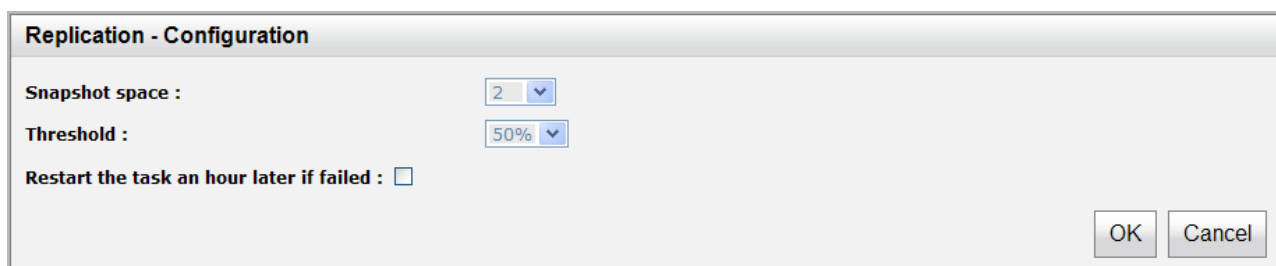 Replication - Configuration
Snapshot space : 2
Threshold : 50%
Restart the task an hour later if failed :
OK Cancel